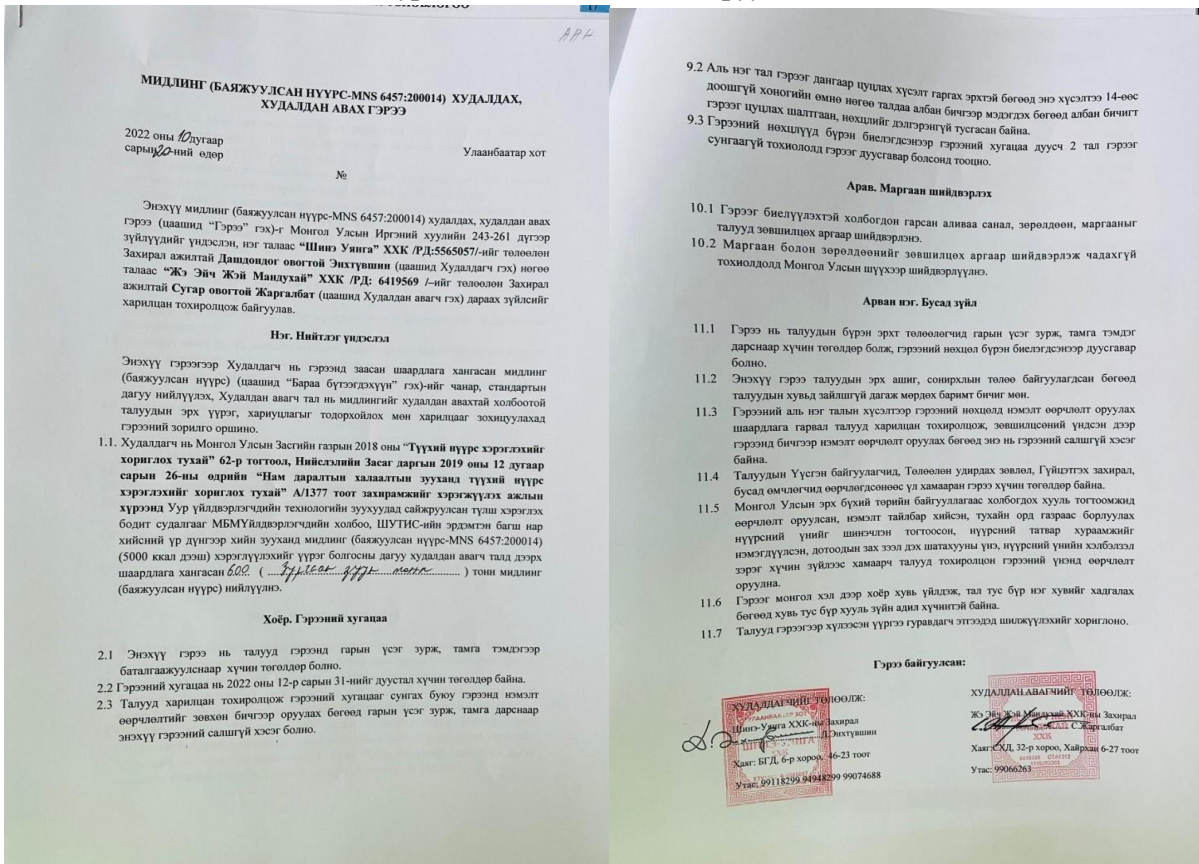 17
ААН
МИДЛИНГ (БАЯЖУУЛСАН НҮҮРС-MNS 6457:200014) ХУДАЛДАХ,
ХУДАЛДАН АВАХ ГЭРЭЭ
2022 оны 10дугаар
сарын 20-ний өдөр
Улаанбаатар хот
№
Энэхүү мидлинг (баяжуулсан нүүрс-MNS 6457:200014) худалдах, худалдан авах
гэрээ (цаашид “Гэрээ” гэх)-г Монгол Улсын Иргэний хуулийн 243-261 дүгээр
зүйлүүдийг үндэслэн, нэг талаас “Шинэ Уянга” ХХК /РД:5565057/-ийг төлөөлөн
Захирал ажилтай Дашдондог овогтой Энхтүвшин (цаашид Худалдагч гэх) нөгөө
талаас “Жэ Эйч Жэй Мандухай” ХХК /РД: 6419569 /–ийг төлөөлөн Захирал
ажилтай Сугар овогтой Жаргалбат (цаашид Худалдан авагч гэх) дараах зүйлсийг
харилцан тохиролцож байгуулав.
Нэг. Нийтлэг үндэслэл
Энэхүү гэрээгээр Худалдагч нь гэрээнд заасан шаардлага хангасан мидлинг
(баяжуулсан нүүрс) (цаашид “Бараа бүтээгдэхүүн” гэх)-ийг чанар, стандартын
дагуу нийлүүлэх, Худалдан авагч тал нь мидлингийг худалдан авахтай холбоотой
талуудын эрх үүрэг, хариуцлагыг тодорхойлох мөн харилцааг зохицуулахад
гэрээний зорилго оршино.
1.1. Худалдагч нь Монгол Улсын Засгийн газрын 2018 оны “Түүхий нүүрс хэрэглэхийг
хориглох тухай” 62-р тогтоол, Нийслэлийн Засаг даргын 2019 оны 12 дугаар
сарын 26-ны өдрийн “Нам даралтын халаалтын зууханд түүхий нүүрс
хэрэглэхийг хориглох тухай” А/1377 тоот захирамжийг хэрэгжүүлэх ажлын
хүрээнд Уур үйлдвэрлэгчдийн технологийн зуухуудад сайжруулсан түлш хэрэглэх
бодит судалгааг МБМҮйлдвэрлэгчдийн холбоо, ШУТИС-ийн эрдэмтэн багш нар
хийсний үр дүнгээр хийн зууханд мидлинг (баяжуулсан нүүрс-MNS 6457:200014)
(5000 ккал дээш) хэрэглүүлэхийг үүрэг болгосны дагуу худалдан авагч талд дээрх
шаардлага хангасан 600 ( Зургаан зуун тонн ) тонн мидлинг
(баяжуулсан нүүрс) нийлүүлнэ.
Хоёр. Гэрээний хугацаа
2.1 Энэхүү гэрээ нь талууд гэрээнд гарын үсэг зурж, тамга тэмдэгээр
баталгаажуулснаар хүчин төгөлдөр болно.
2.2 Гэрээний хугацаа нь 2022 оны 12-р сарын 31-нийг дуустал хүчин төгөлдөр байна.
2.3 Талууд харилцан тохиролцож гэрээний хугацааг сунгах буюу гэрээнд нэмэлт
өөрчлөлтийг зөвхөн бичгээр оруулах бөгөөд гарын үсэг зурж, тамга дарснаар
энэхүү гэрээний салшгүй хэсэг болно.
9.2 Аль нэг тал гэрээг дангаар цуцлах хүсэлт гаргах эрхтэй бөгөөд энэ хүсэлтээ 14-өөс
доошгүй хоногийн өмнө нөгөө талдаа албан бичгээр мэдэгдэх бөгөөд албан бичигт
гэрээг цуцлах шалтгаан, нөхцлийг дэлгэрэнгүй тусгасан байна.
9.3 Гэрээний нөхцлүүд бүрэн биелэгдсэнээр гэрээний хугацаа дуусч 2 тал гэрээг
сунгаагүй тохиололд гэрээг дуусгавар болсонд тооцно.
Арав. Маргаан шийдвэрлэх
10.1 Гэрээг биелүүлэхтэй холбогдон гарсан аливаа санал, зөрөлдөөн, маргааныг
талууд зөвшилцөх аргаар шийдвэрлэнэ.
10.2 Маргаан болон зөрөлдөөнийг зөвшилцөх аргаар шийдвэрлэж чадахгүй
тохиолдолд Монгол Улсын шүүхээр шийдвэрлүүлнэ.
Арван нэг. Бусад зүйл
11.1 Гэрээ нь талуудын бүрэн эрхт төлөөлөгчид гарын үсэг зурж, тамга тэмдэг
дарснаар хүчин төгөлдөр болж, гэрээний нөхцөл бүрэн биелэгдсэнээр дуусгавар
болно.
11.2 Энэхүү гэрээ талуудын эрх ашиг, сонирхлын төлөө байгуулагдсан бөгөөд
талуудын хувьд зайлшгүй дагаж мөрдөх баримт бичиг мөн.
11.3 Гэрээний аль нэг талын хүсэлтээр гэрээний нөхцөлд нэмэлт өөрчлөлт оруулах
шаардлага гарвал талууд харилцан тохиролцож, зөвшилцсөний үндсэн дээр
гэрээнд бичгээр нэмэлт өөрчлөлт оруулах бөгөөд энэ нь гэрээний салшгүй хэсэг
байна.
11.4 Талуудын Үүсгэн байгуулагчид, Төлөөлөн удирдах зөвлөл, Гүйцэтгэх захирал,
бусад өмчлөгчид өөрчлөгдсөнөөс үл хамааран гэрээ хүчин төгөлдөр байна.
11.5 Монгол Улсын эрх бүхий төрийн байгууллагаас холбогдох хууль тогтоомжид
өөрчлөлт оруулсан, нэмэлт тайлбар хийсэн, тухайн орд газраас борлуулах
нүүрсний үнийг шинэчлэн тогтоосон, нүүрсний татвар хураамжийг
нэмэгдүүлсэн, дотоодын зах зээл дэх шатахууны үнэ, нүүрсний үнийн хэлбэлзэл
зэрэг хүчин зүйлээс хамаарч талууд тохиролцон гэрээний үнэнд өөрчлөлт
оруулна.
11.6 Гэрээг монгол хэл дээр хоёр хувь үйлдэж, тал тус бүр нэг хувийг хадгалах
бөгөөд хувь тус бүр хууль зүйн адил хүчинтэй байна.
11.7 Талууд гэрээгээр хүлээсэн үүргээ гуравдагч этгээдэд шилжүүлэхийг хориглоно.
Гэрээ байгуулсан:
ХУДАЛДАГЧИЙГ ТӨЛӨӨЛЖ:
Шинэ-Уянга ХХК-ны Захирал
Д.Энхтүвшин
Хаяг: БГД, 6-р хороо, 46-23 тоот
Утас: 99118299 94948299 99074688
ХУДАЛДАН АВАГЧИЙГ ТӨЛӨӨЛЖ:
Жэ Эйч Жэй Мандухай ХХК-ны Захирал
С.Жаргалбат
Хаяг:СХД, 32-р хороо, Хайрхан 6-27 тоот
Утас: 99066263